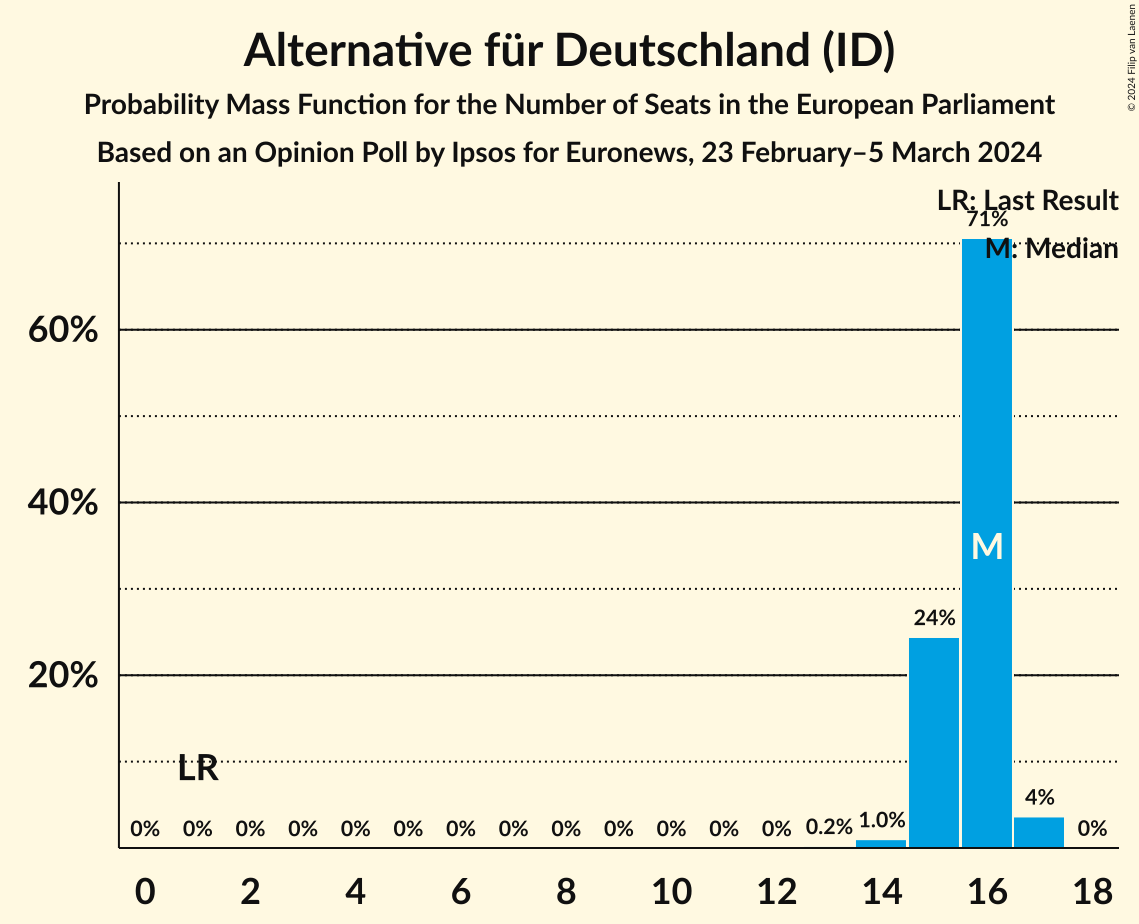 Alternative für Deutschland (ID)
Probability Mass Function for the Number of Seats in the European Parliament
Based on an Opinion Poll by Ipsos for Euronews, 23 February–5 March 2024
© 2024 Filip van Laenen
LR: Last Result
M: Median
71%
60%
40%
M
24%
20%
LR
4%
0% 0% 0% 0% 0% 0% 0% 0% 0% 0% 0% 0% 0% 0.2% 1.0% 0%
0 2 4 6 8 10 12 14 16 18